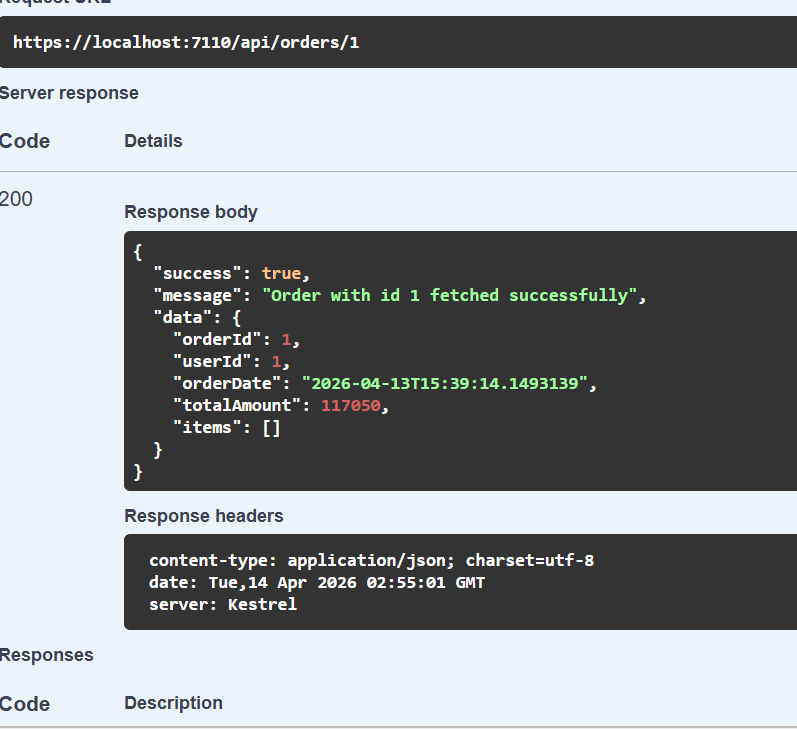 Request URL
https://localhost:7110/api/orders/1
Server response
Code Details
200
Response body
{
  "success": true,
  "message": "Order with id 1 fetched successfully",
  "data": {
    "orderId": 1,
    "userId": 1,
    "orderDate": "2026-04-13T15:39:14.1493139",
    "totalAmount": 117050,
    "items": []
  }
}
Response headers
content-type: application/json; charset=utf-8
date: Tue,14 Apr 2026 02:55:01 GMT
server: Kestrel
Responses
Code Description